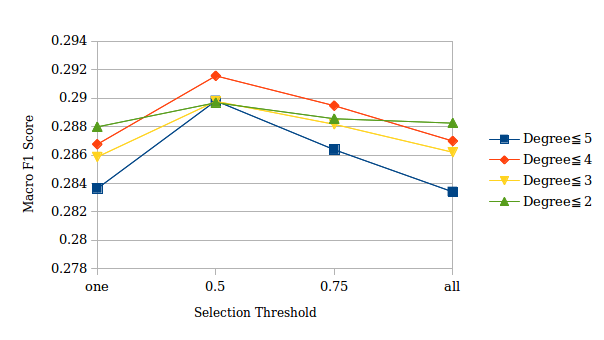 0.294
0.292
0.29
0.288
0.286
0.284
0.282
0.28
0.278
Macro F1 Score
one 0.5 0.75 all
Selection Threshold
Degree≦5
Degree≦4
Degree≦3
Degree≦2